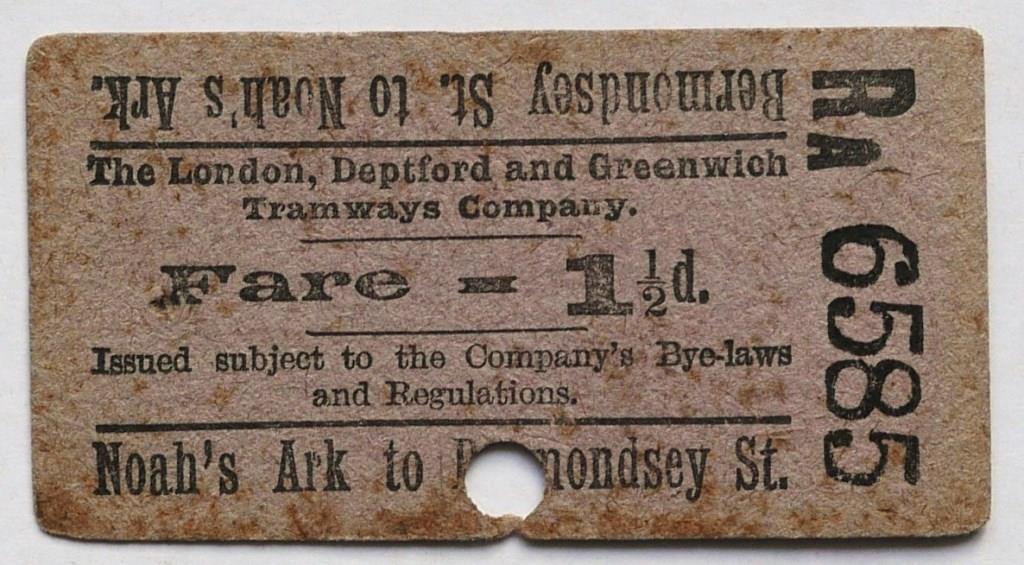 Bermondsey St. to Noah's Ark.
The London, Deptford and Greenwich
Tramways Company.
Fare - 1½d.
Issued subject to the Company's Bye-laws
and Regulations.
Noah's Ark to mondsey St.
RA 6585